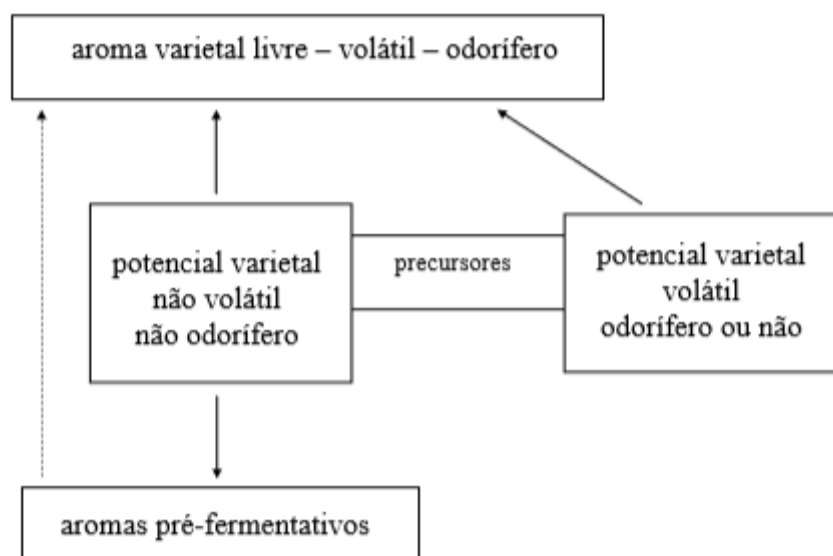 aroma varietal livre – volátil – odorífero
potencial varietal
não volátil
não odorífero
precursores
potencial varietal
volátil
odorífero ou não
aromas pré-fermentativos